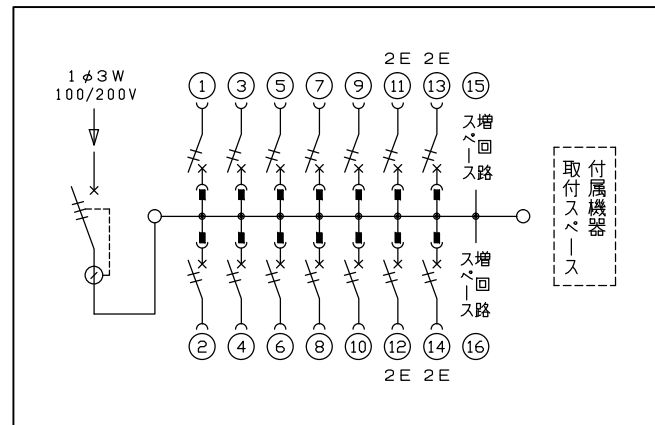 1φ3W
100/200V
2E 2E
① ③ ⑤ ⑦ ⑨ ⑪ ⑬ ⑮
増回路
スペース
付属機器
取付スペース
増回路
スペース
② ④ ⑥ ⑧ ⑩ ⑫ ⑭ ⑯
2E 2E